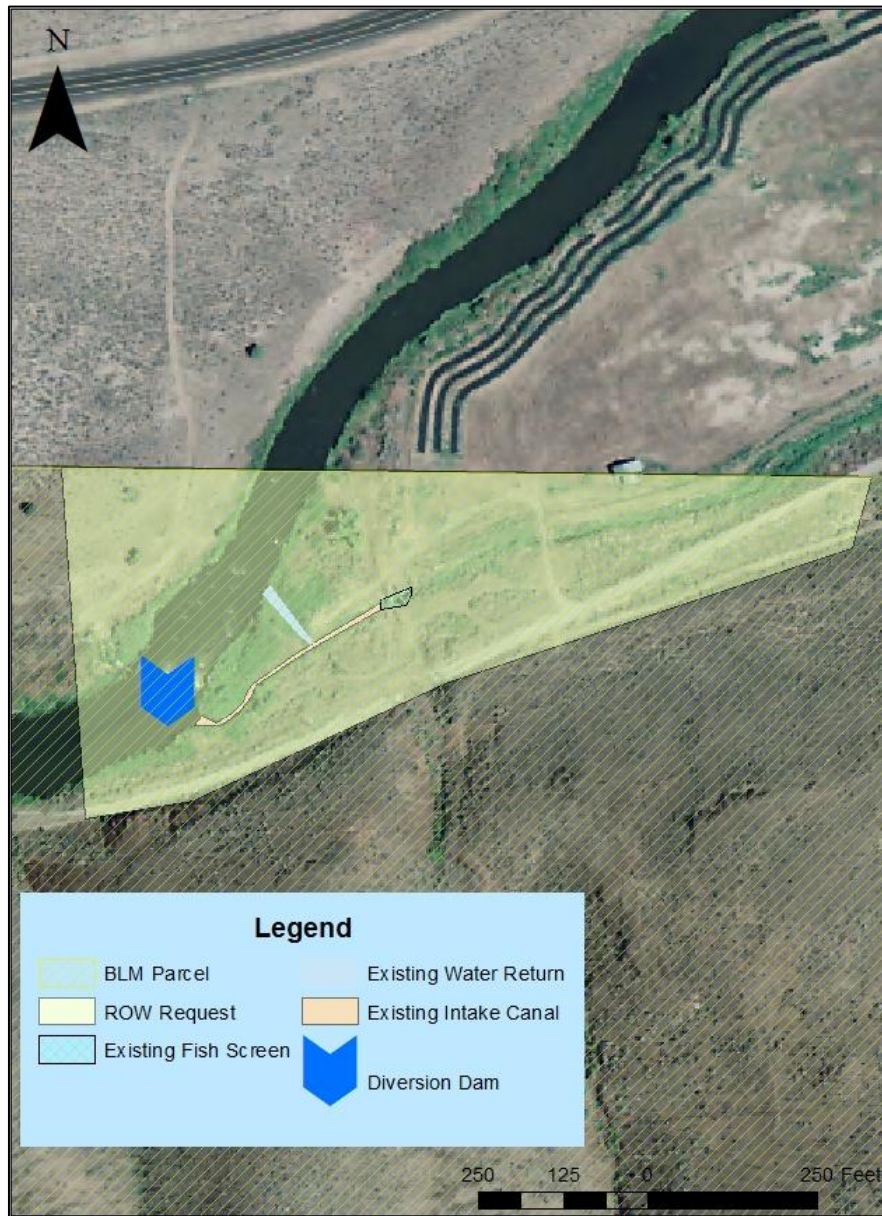 N
Legend
BLM Parcel
ROW Request
Existing Fish Screen
Existing Water Return
Existing Intake Canal
Diversion Dam
250 125 0 250 Feet